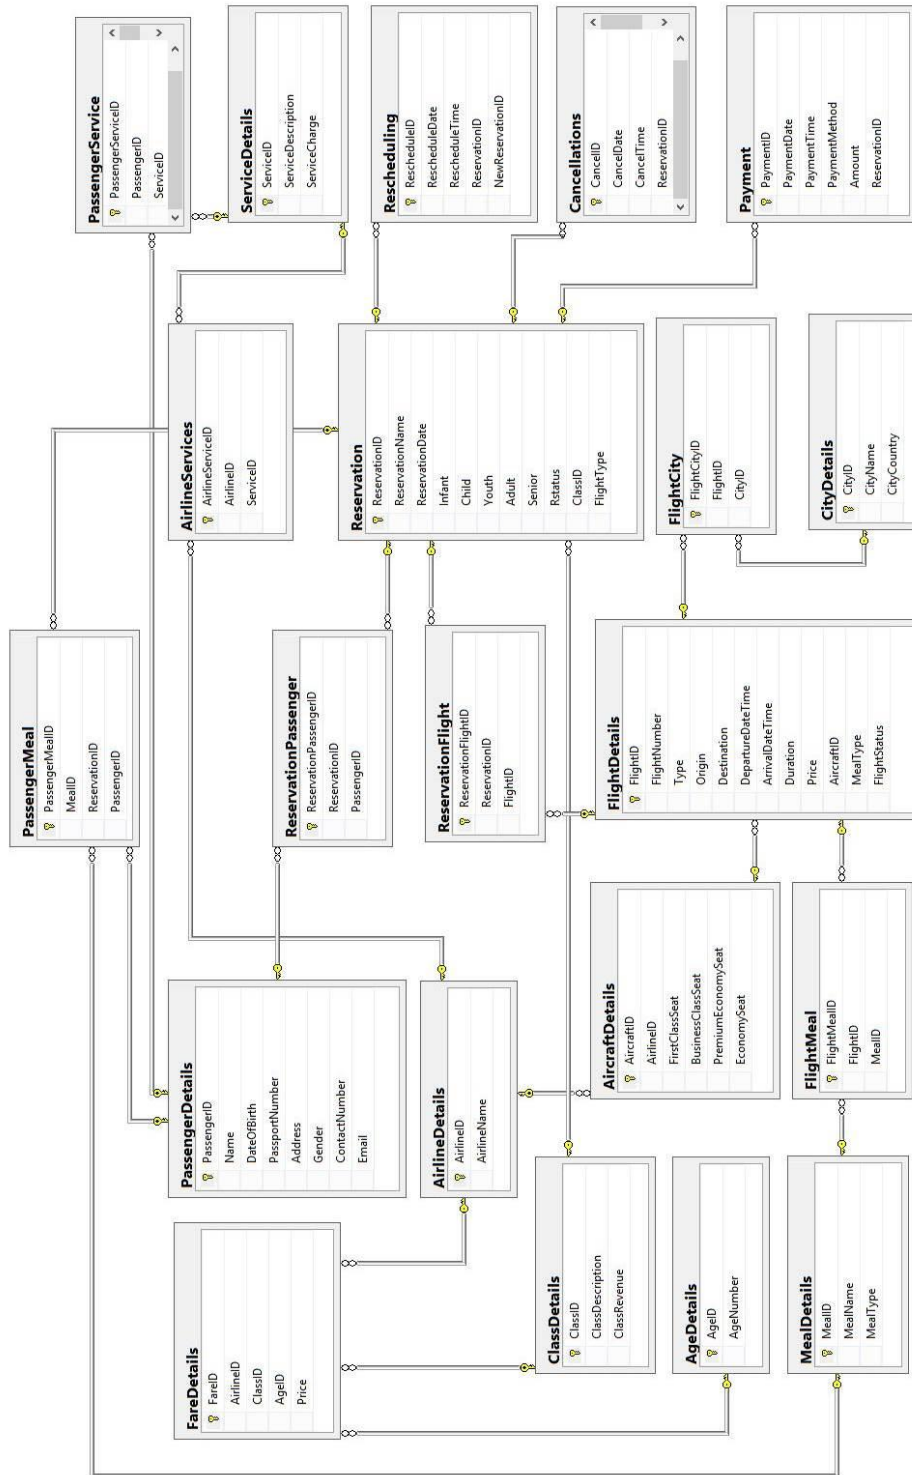 FareDetails
FareID
AirlineID
ClassID
AgeID
Price
PassengerDetails
PassengerID
Name
DateOfBirth
PassportNumber
Address
Gender
ContactNumber
Email
PassengerMeal
PassengerMealID
MealID
ReservationID
PassengerID
PassengerService
PassengerServiceID
PassengerID
ServiceID
AirlineServices
AirlineServiceID
AirlineID
ServiceID
ServiceDetails
ServiceID
ServiceDescription
ServiceCharge
ReservationPassenger
ReservationPassengerID
ReservationID
PassengerID
Reservation
ReservationID
ReservationName
ReservationDate
Infant
Child
Youth
Adult
Senior
Rstatus
ClassID
FlightType
Rescheduling
RescheduleID
RescheduleDate
RescheduleTime
ReservationID
NewReservationID
AirlineDetails
AirlineID
AirlineName
ReservationFlight
ReservationFlightID
ReservationID
FlightID
Cancellations
CancelID
CancelDate
CancelTime
ReservationID
ClassDetails
ClassID
ClassDescription
ClassRevenue
AircraftDetails
AircraftID
AirlineID
FirstClassSeat
BusinessClassSeat
PremiumEconomySeat
EconomySeat
FlightDetails
FlightID
FlightNumber
Type
Origin
Destination
DepartureDateTime
ArrivalDateTime
Duration
Price
AircraftID
MealType
FlightStatus
FlightCity
FlightCityID
FlightID
CityID
Payment
PaymentID
PaymentDate
PaymentTime
PaymentMethod
Amount
ReservationID
AgeDetails
AgeID
AgeNumber
MealDetails
MealID
MealName
MealType
FlightMeal
FlightMealID
FlightID
MealID
CityDetails
CityID
CityName
CityCountry